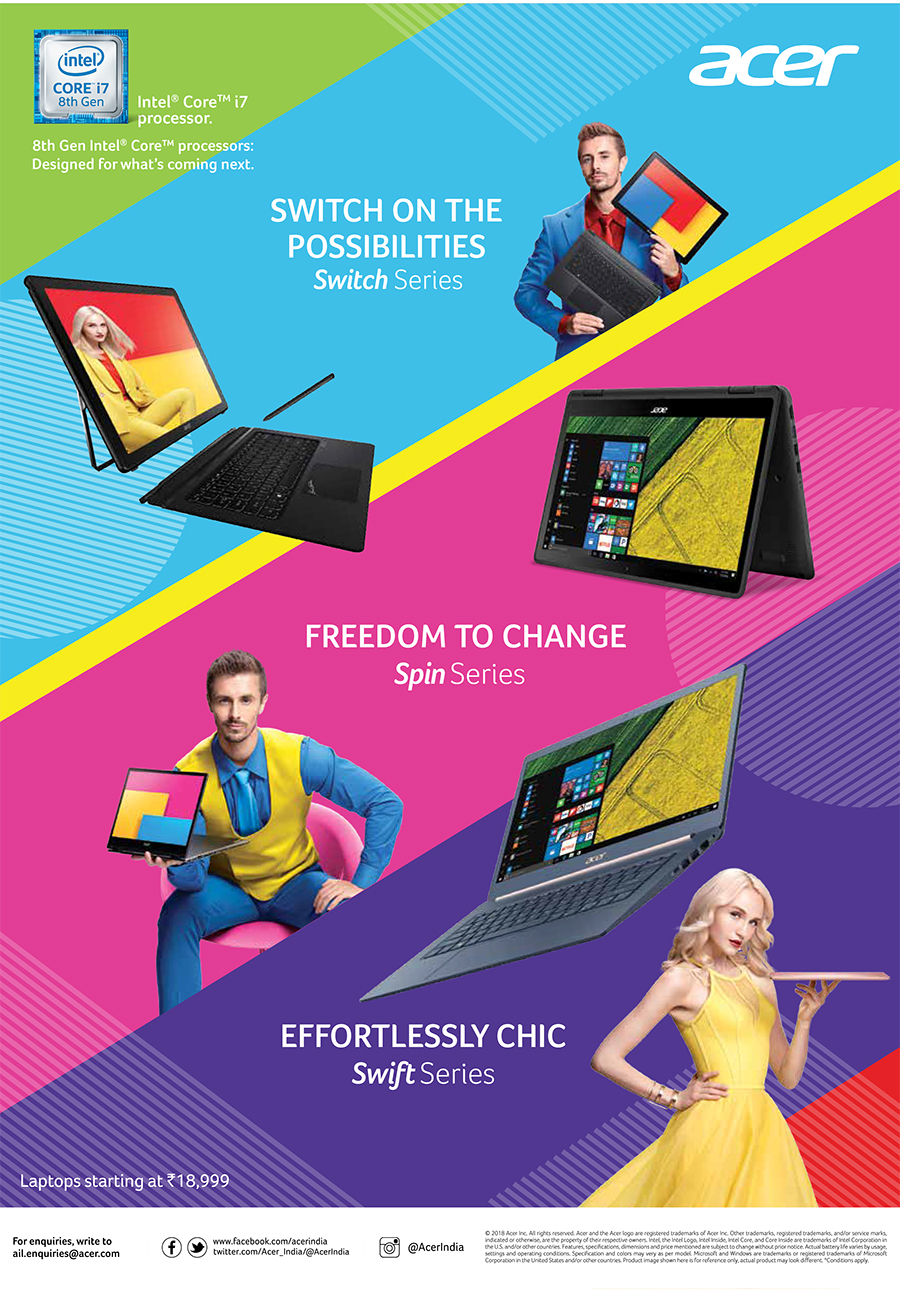 acer
intel
CORE i7
8th Gen
Intel® Core™ i7
processor.
8th Gen Intel® Core™ processors:
Designed for what's coming next.
SWITCH ON THE
POSSIBILITIES
Switch Series
acer
FREEDOM TO CHANGE
Spin Series
acer
EFFORTLESSLY CHIC
Swift Series
Laptops starting at ₹18,999
For enquiries, write to
ail.enquiries@acer.com
www.facebook.com/acerindia
twitter.com/Acer_India/@AcerIndia
@AcerIndia
© 2018 Acer Inc. All rights reserved. Acer and the Acer logo are registered trademarks of Acer Inc. Other trademarks, registered trademarks, and/or service marks,
indicated or otherwise, are the property of their respective owners. Intel, the Intel Logo, Intel Inside, Intel Core, and Core Inside are trademarks of Intel Corporation in
the U.S. and/or other countries. Features, specifications, dimensions and price mentioned are subject to change without prior notice. Actual battery life varies by usage,
settings and operating conditions. Specification and colors may very as per model. Microsoft and Windows are trademarks or registered trademarks of Microsoft
Corporation in the United States and/or other countries. Product image shown here is for reference only, actual product may look different. *Conditions apply.